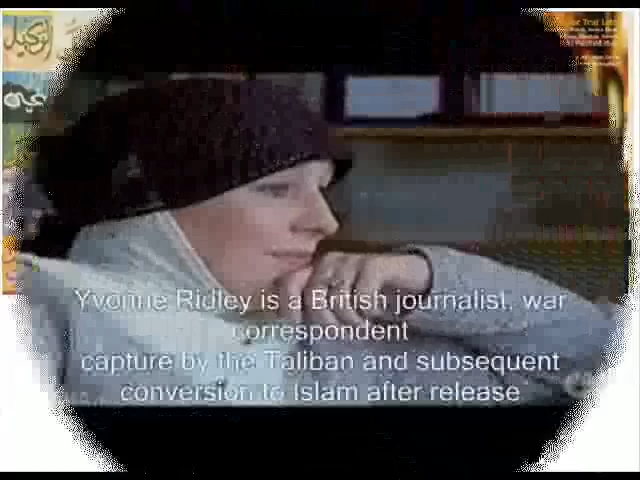 Yvonne Ridley is a British journalist, war
correspondent
capture by the Taliban and subsequent
conversion to Islam after release